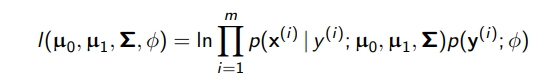 l(μ₀, μ₁, Σ, ϕ) = ln ∏ᵢ₌₁ᵐ p(x⁽ⁱ⁾ | y⁽ⁱ⁾; μ₀, μ₁, Σ)p(y⁽ⁱ⁾; ϕ)